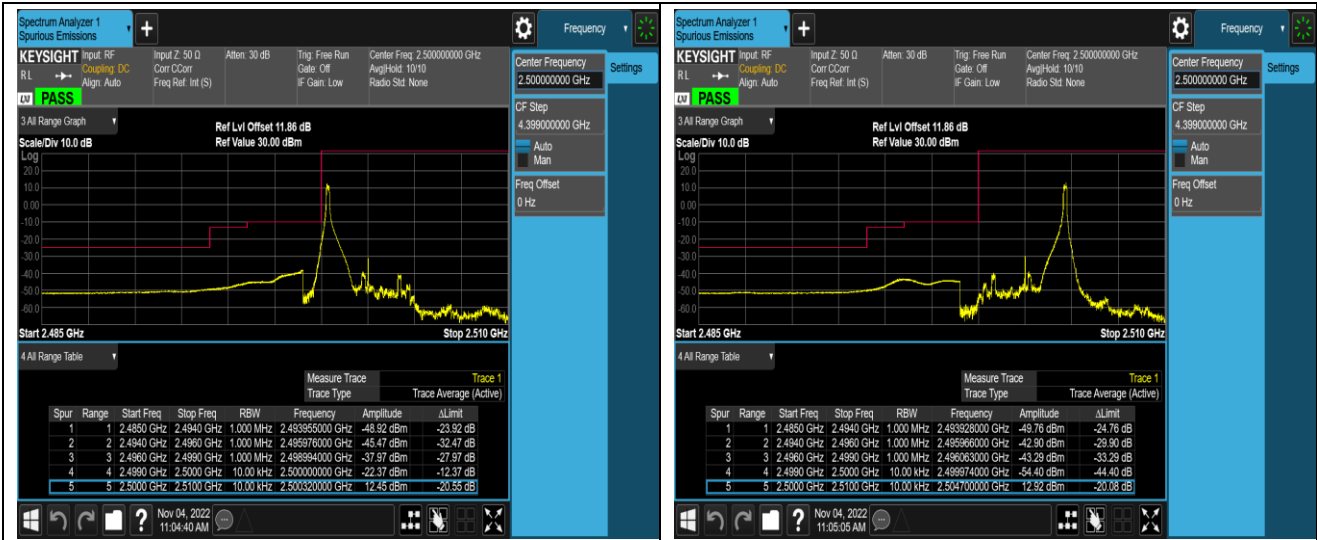 Spectrum Analyzer 1
Spurious Emissions
Frequency
KEYSIGHT Input: RF Input Z: 50 Ω Atten: 30 dB Trig: Free Run Center Freq: 2.500000000 GHz
Coupling: DC Corr CCorr Gate: Off Avg|Hold: 10/10
R L Align: Auto Freq Ref: Int (S) IF Gain: Low Radio Std: None
LXI PASS
Center Frequency
2.500000000 GHz
Settings
CF Step
4.399000000 GHz
Auto
Man
Freq Offset
0 Hz
3 All Range Graph
Ref Lvl Offset 11.86 dB
Scale/Div 10.0 dB Ref Value 30.00 dBm
Log
20.0
10.0
0.00
-10.0
-20.0
-30.0
-40.0
-50.0
-60.0
Start 2.485 GHz Stop 2.510 GHz
4 All Range Table
Measure Trace Trace 1
Trace Type Trace Average (Active)
Spur Range Start Freq Stop Freq RBW Frequency Amplitude ΔLimit
1 1 2.4850 GHz 2.4940 GHz 1.000 MHz 2.493955000 GHz -48.92 dBm -23.92 dB
2 2 2.4940 GHz 2.4960 GHz 1.000 MHz 2.495976000 GHz -45.47 dBm -32.47 dB
3 3 2.4960 GHz 2.4990 GHz 1.000 MHz 2.498994000 GHz -37.97 dBm -27.97 dB
4 4 2.4990 GHz 2.5000 GHz 10.00 kHz 2.500000000 GHz -22.37 dBm -12.37 dB
5 5 2.5000 GHz 2.5100 GHz 10.00 kHz 2.500320000 GHz 12.45 dBm -20.55 dB
Nov 04, 2022
11:04:40 AM
Spectrum Analyzer 1
Spurious Emissions
Frequency
KEYSIGHT Input: RF Input Z: 50 Ω Atten: 30 dB Trig: Free Run Center Freq: 2.500000000 GHz
Coupling: DC Corr CCorr Gate: Off Avg|Hold: 10/10
R L Align: Auto Freq Ref: Int (S) IF Gain: Low Radio Std: None
LXI PASS
Center Frequency
2.500000000 GHz
Settings
CF Step
4.399000000 GHz
Auto
Man
Freq Offset
0 Hz
3 All Range Graph
Ref Lvl Offset 11.86 dB
Scale/Div 10.0 dB Ref Value 30.00 dBm
Log
20.0
10.0
0.00
-10.0
-20.0
-30.0
-40.0
-50.0
-60.0
Start 2.485 GHz Stop 2.510 GHz
4 All Range Table
Measure Trace Trace 1
Trace Type Trace Average (Active)
Spur Range Start Freq Stop Freq RBW Frequency Amplitude ΔLimit
1 1 2.4850 GHz 2.4940 GHz 1.000 MHz 2.493928000 GHz -49.76 dBm -24.76 dB
2 2 2.4940 GHz 2.4960 GHz 1.000 MHz 2.495966000 GHz -42.90 dBm -29.90 dB
3 3 2.4960 GHz 2.4990 GHz 1.000 MHz 2.496063000 GHz -43.29 dBm -33.29 dB
4 4 2.4990 GHz 2.5000 GHz 10.00 kHz 2.499974000 GHz -54.40 dBm -44.40 dB
5 5 2.5000 GHz 2.5100 GHz 10.00 kHz 2.504700000 GHz 12.92 dBm -20.08 dB
Nov 04, 2022
11:05:05 AM